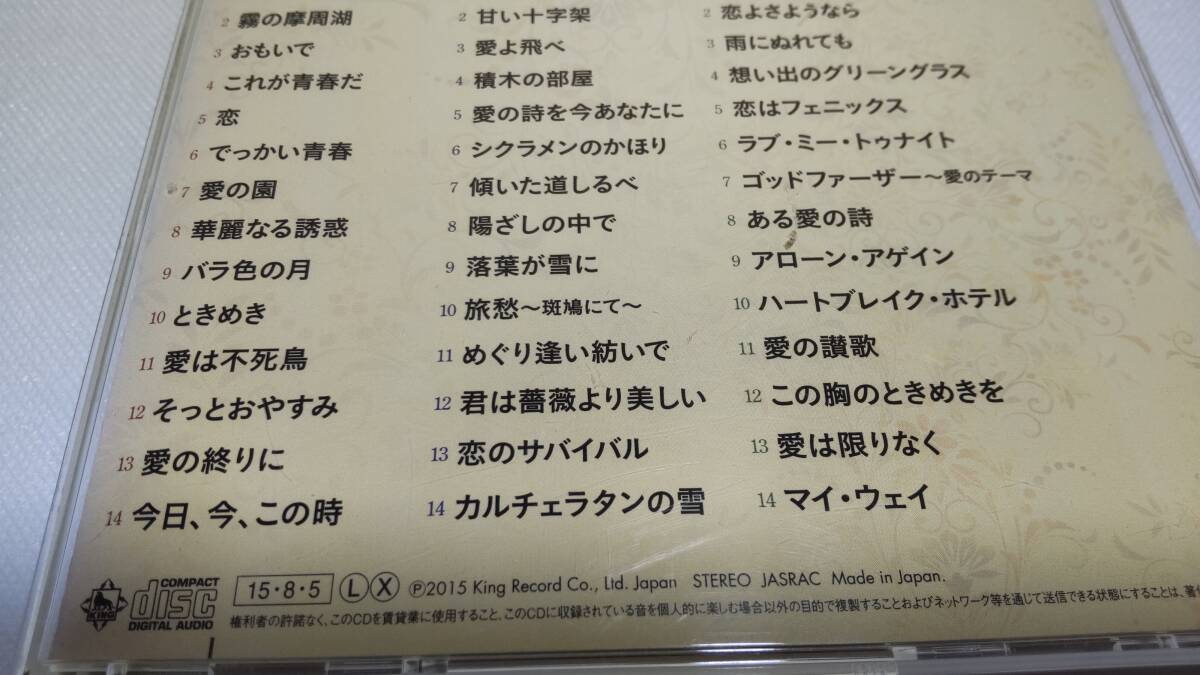 2 霧の摩周湖
3 おもいで
4 これが青春だ
5 恋
6 でっかい青春
7 愛の園
8 華麗なる誘惑
9 バラ色の月
10 ときめき
11 愛は不死鳥
12 そっとおやすみ
13 愛の終りに
14 今日、今、この時
2 甘い十字架
3 愛よ飛べ
4 積木の部屋
5 愛の詩を今あなたに
6 シクラメンのかほり
7 傾いた道しるべ
8 陽ざしの中で
9 落葉が雪に
10 旅愁〜斑鳩にて〜
11 めぐり逢い紡いで
12 君は薔薇より美しい
13 恋のサバイバル
14 カルチェラタンの雪
2 恋よさようなら
3 雨にぬれても
4 想い出のグリーングラス
5 恋はフェニックス
6 ラブ・ミー・トゥナイト
7 ゴッドファーザー〜愛のテーマ
8 ある愛の詩
9 アローン・アゲイン
10 ハートブレイク・ホテル
11 愛の讃歌
12 この胸のときめきを
13 愛は限りなく
14 マイ・ウェイ
KING
COMPACT
disc
DIGITAL AUDIO
15・8・5 L X ℗2015 King Record Co., Ltd. Japan STEREO JASRAC Made in Japan.
権利者の許諾なく、このCDを賃貸業に使用すること、このCDに収録されている音を個人的に楽しむ場合以外の目的で複製することおよびネットワーク等を通じて送信できる状態にすることは、著作